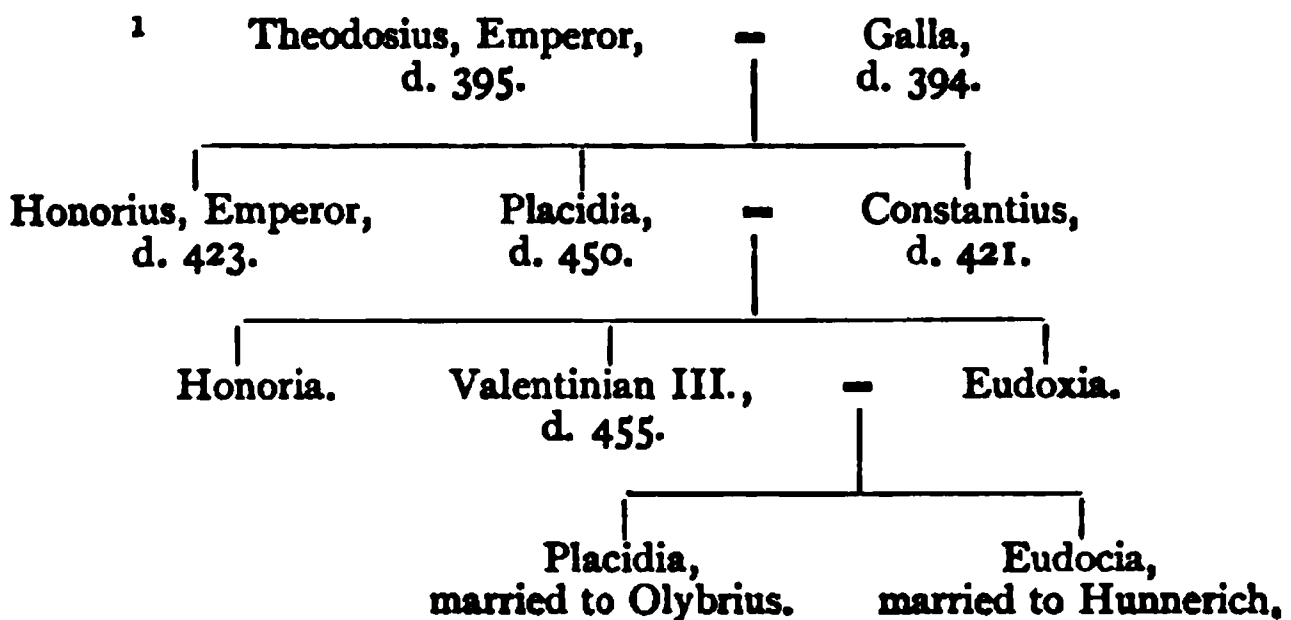 1 Theodosius, Emperor, - Galla,
d. 395. d. 394.
Honorius, Emperor, Placidia, - Constantius,
d. 423. d. 450. d. 421.
Honoria. Valentinian III., - Eudoxia.
d. 455.
Placidia, Eudocia,
married to Olybrius. married to Hunnerich.